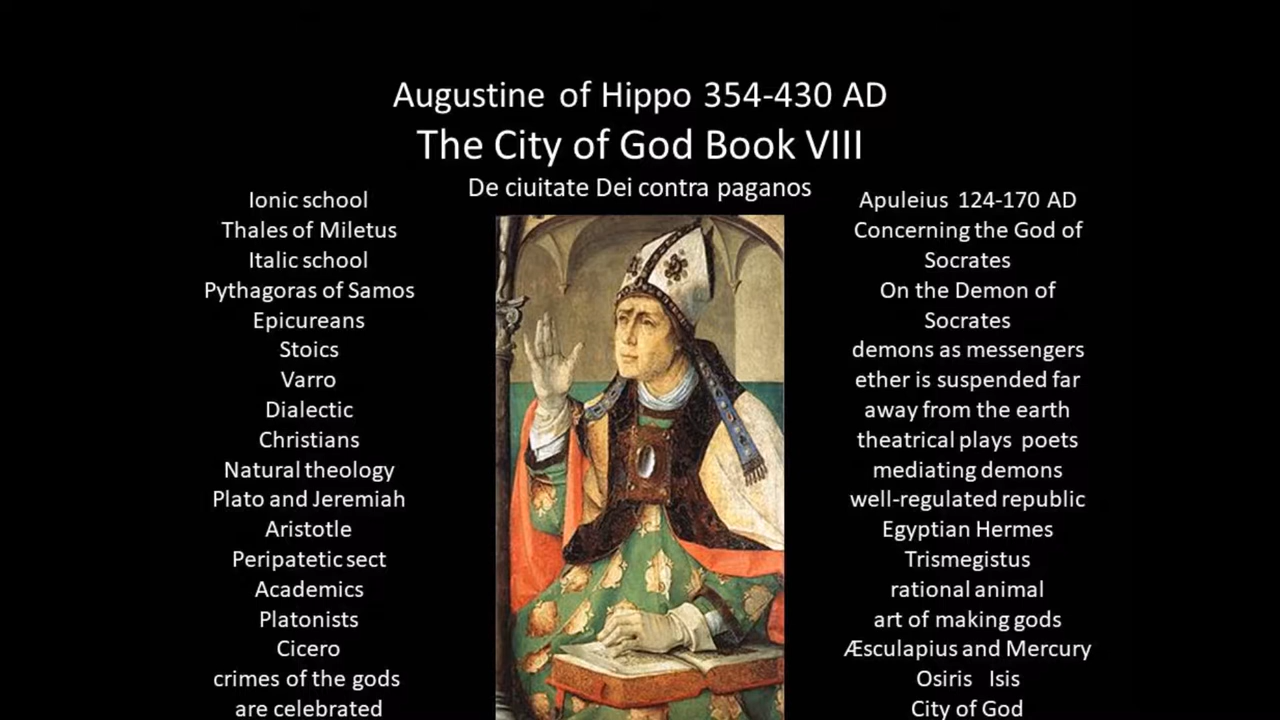 Augustine of Hippo 354-430 AD
The City of God Book VIII
De ciuitate Dei contra paganos
Ionic school
Thales of Miletus
Italic school
Pythagoras of Samos
Epicureans
Stoics
Varro
Dialectic
Christians
Natural theology
Plato and Jeremiah
Aristotle
Peripatetic sect
Academics
Platonists
Cicero
crimes of the gods
are celebrated
Apuleius 124-170 AD
Concerning the God of
Socrates
On the Demon of
Socrates
demons as messengers
ether is suspended far
away from the earth
theatrical plays poets
mediating demons
well-regulated republic
Egyptian Hermes
Trismegistus
rational animal
art of making gods
Æsculapius and Mercury
Osiris Isis
City of God